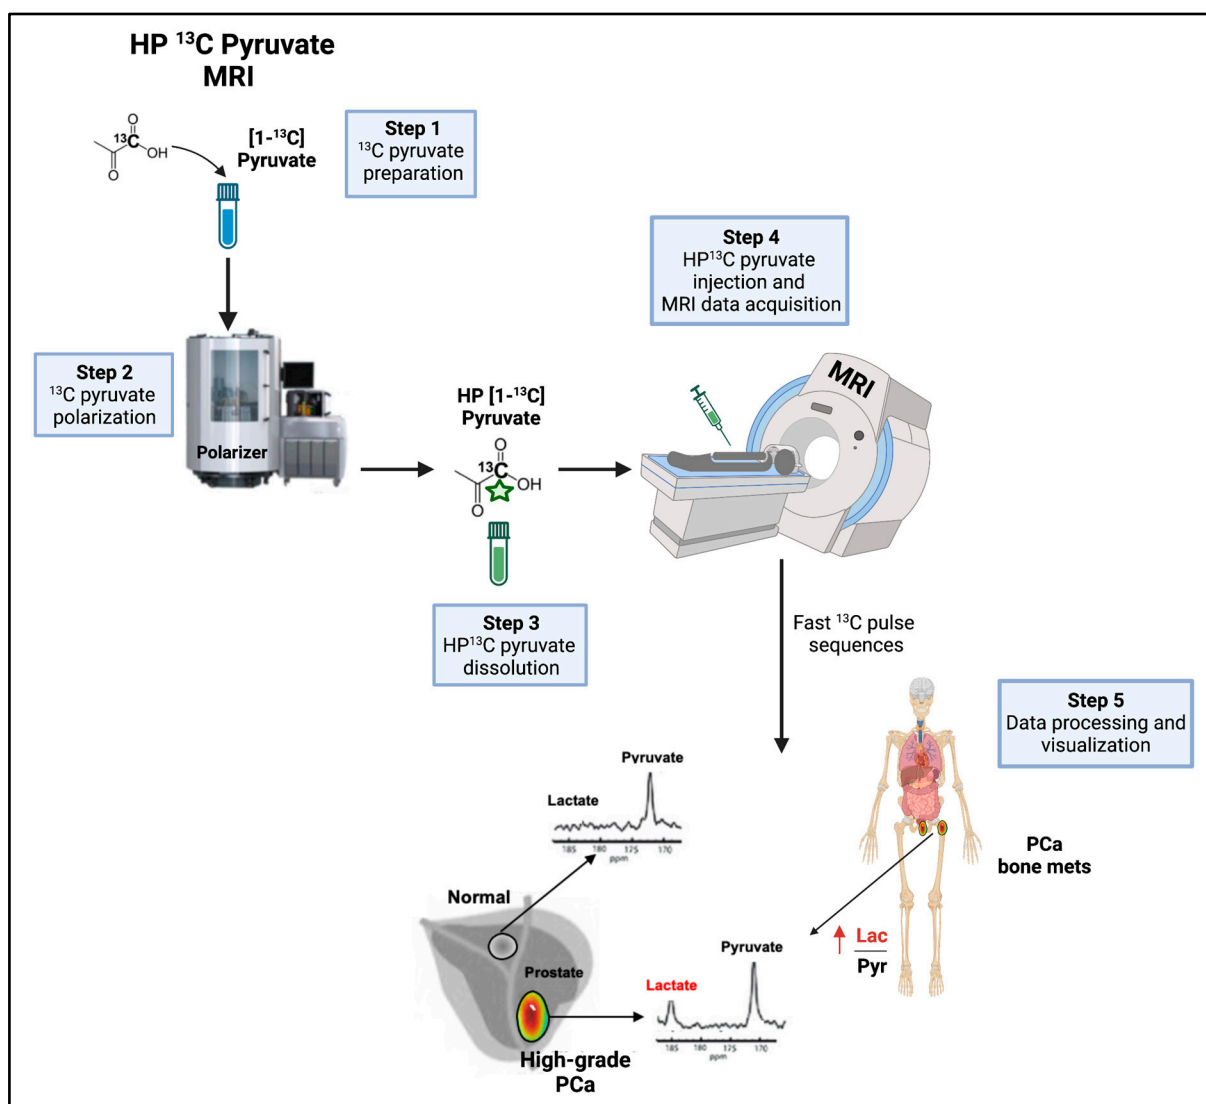 HP ¹³C Pyruvate
MRI
O
¹³C
OH
O
[1-¹³C]
Pyruvate
Step 1
¹³C pyruvate
preparation
Step 2
¹³C pyruvate
polarization
Polarizer
HP [1-¹³C]
Pyruvate
O
¹³C
OH
O
Step 3
HP¹³C pyruvate
dissolution
Step 4
HP¹³C pyruvate
injection and
MRI data acquisition
MRI
Fast ¹³C pulse
sequences
Step 5
Data processing and
visualization
PCa
bone mets
Lac
Pyr
Pyruvate
Lactate
185 180 175 170
ppm
Normal
Prostate
High-grade
PCa
Pyruvate
Lactate
185 180 175 170
ppm